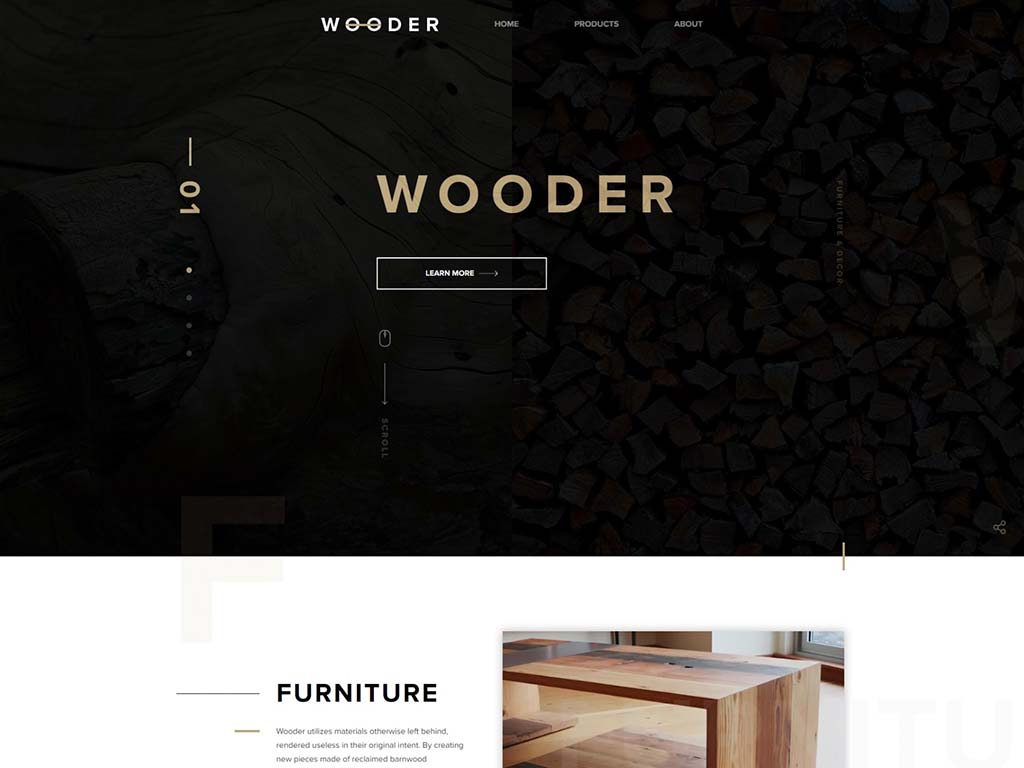 WOODER
HOME
PRODUCTS
ABOUT
01
WOODER
FURNITURE & DECOR
LEARN MORE
SCROLL
F
FURNITURE
ITU
Wooder utilizes materials otherwise left behind,
rendered useless in their original intent. By creating
new pieces made of reclaimed barnwood